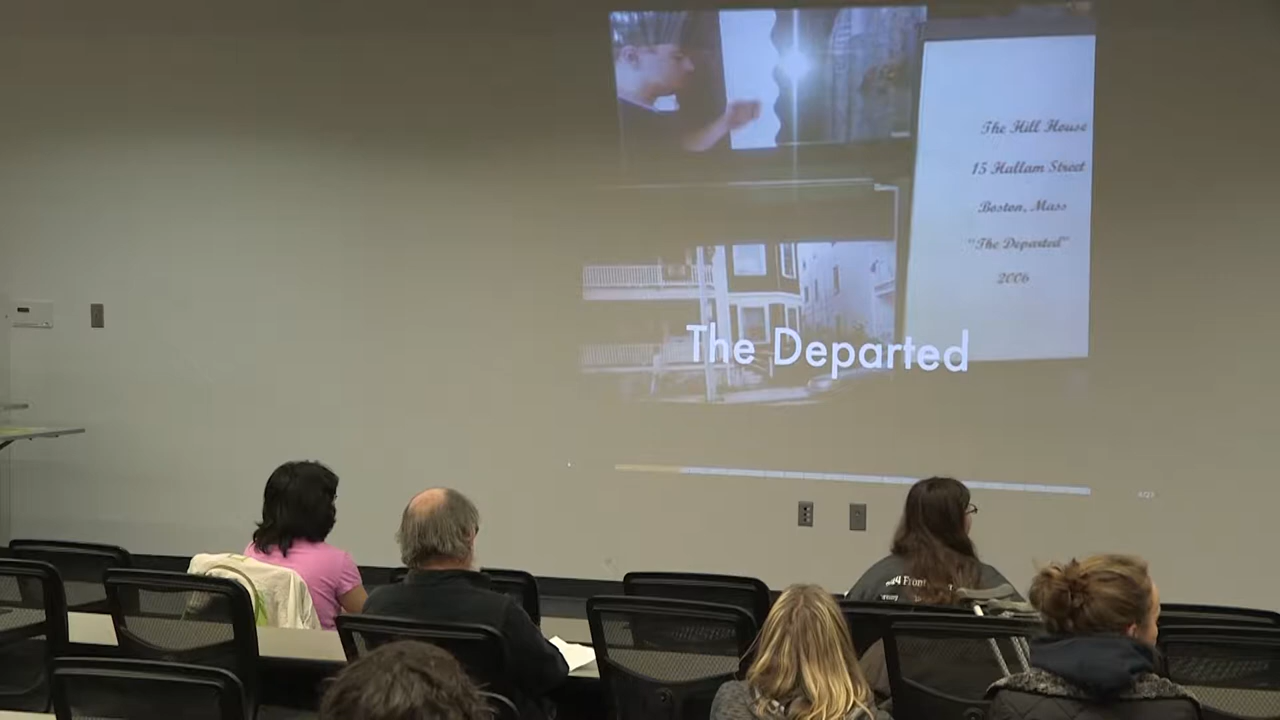 The Hill House
15 Hallam Street
Boston, Mass
"The Departed"
2006
The Departed